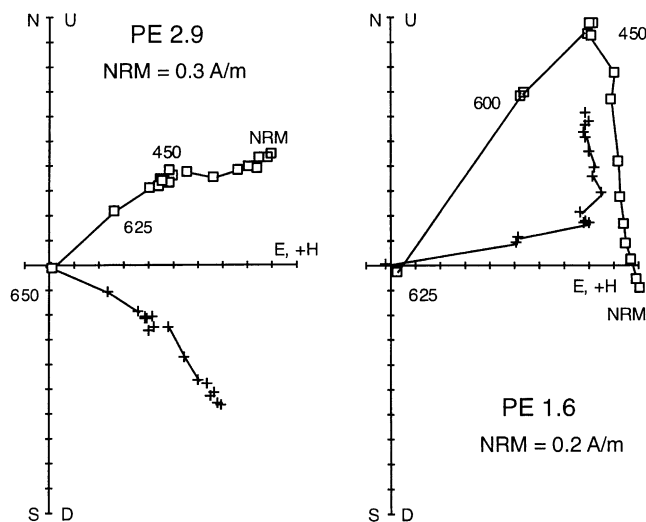 N U
PE 2.9
NRM = 0.3 A/m
450
NRM
625
E, +H
650
S D
N U
450
600
E, +H
625
NRM
PE 1.6
NRM = 0.2 A/m
S D